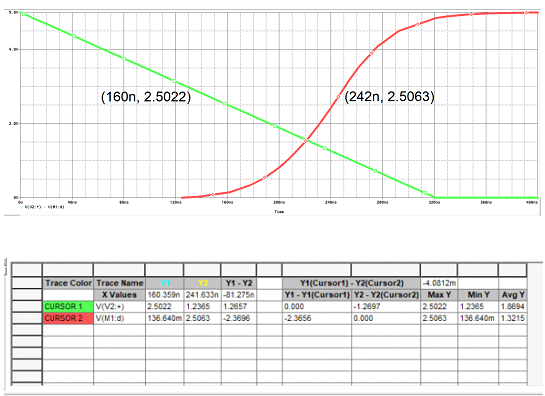 5.0V
4.0V
(160n, 2.5022)
(242n, 2.5063)
2.0V
0V
0n 40ns 80ns 120ns 160ns 200ns 240ns 280ns 320ns 360ns 400ns
V(V2:+) V(M1:d)
Time
Trace Color Trace Name Y1 Y2 Y1 - Y2 Y1(Cursor1) - Y2(Cursor2) -4.0812m
X Values 160.359n 241.633n -81.275n Y1 - Y1(Cursor1) Y2 - Y2(Cursor2) Max Y Min Y Avg Y
CURSOR 1 V(V2:+) 2.5022 1.2365 1.2657 0.000 -1.2697 2.5022 1.2365 1.8694
CURSOR 2 V(M1:d) 136.640m 2.5063 -2.3696 -2.3656 0.000 2.5063 136.640m 1.3215